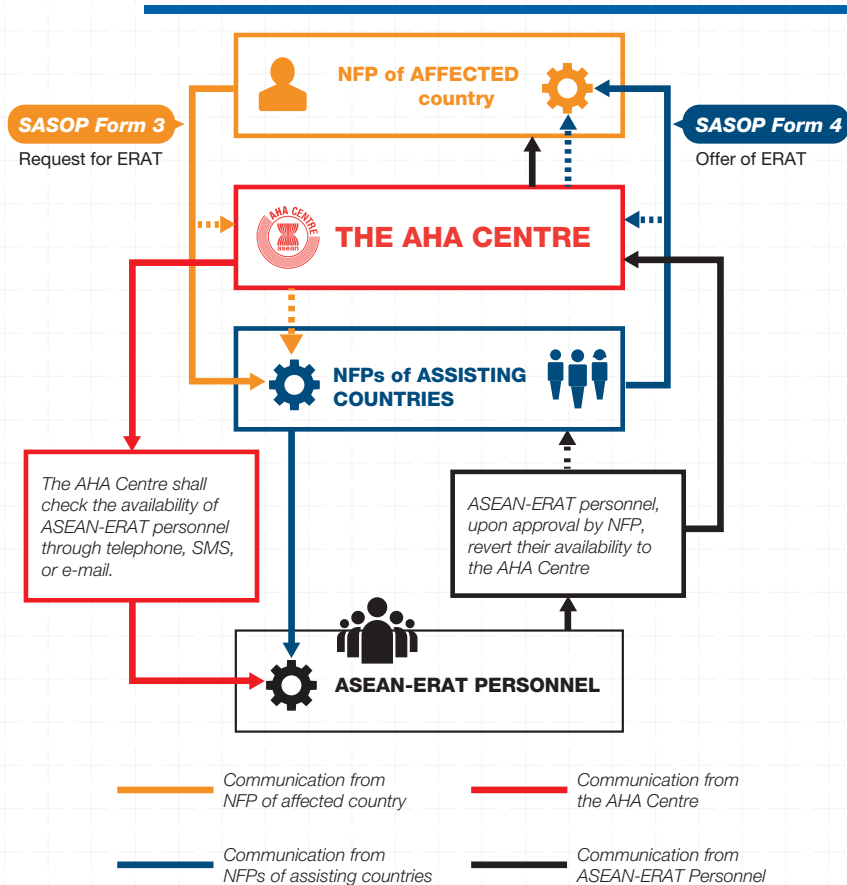 NFP of AFFECTED
country
SASOP Form 3
Request for ERAT
SASOP Form 4
Offer of ERAT
AHA CENTRE
asean
THE AHA CENTRE
NFPs of ASSISTING
COUNTRIES
The AHA Centre shall
check the availability of
ASEAN-ERAT personnel
through telephone, SMS,
or e-mail.
ASEAN-ERAT personnel,
upon approval by NFP,
revert their availability to
the AHA Centre
ASEAN-ERAT PERSONNEL
Communication from
NFP of affected country
Communication from
the AHA Centre
Communication from
NFPs of assisting countries
Communication from
ASEAN-ERAT Personnel